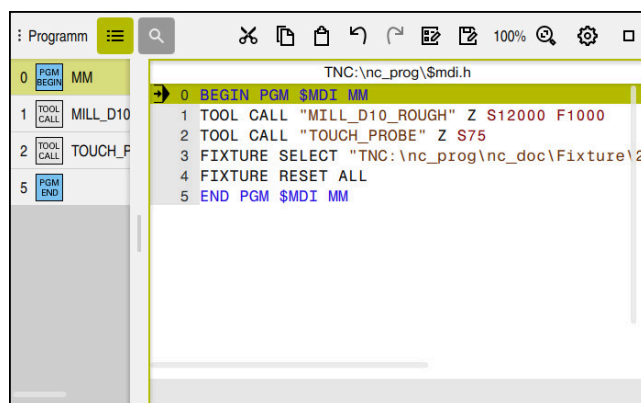 Programm
100%
0 PGM BEGIN MM
1 TOOL CALL MILL_D10
2 TOOL CALL TOUCH_P
5 PGM END
TNC:\nc_prog\$mdi.h
0 BEGIN PGM $MDI MM
1 TOOL CALL "MILL_D10_ROUGH" Z S12000 F1000
2 TOOL CALL "TOUCH_PROBE" Z S75
3 FIXTURE SELECT "TNC:\nc_prog\nc_doc\Fixture\2
4 FIXTURE RESET ALL
5 END PGM $MDI MM